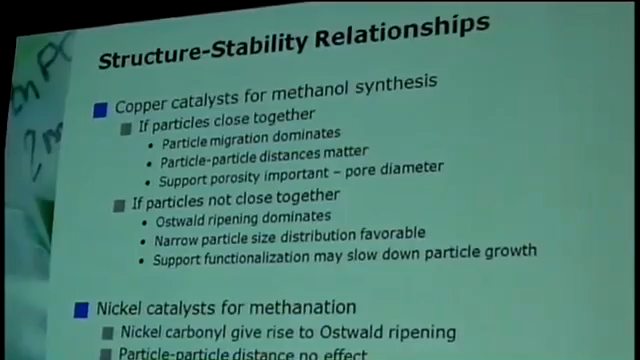 Structure-Stability Relationships
Copper catalysts for methanol synthesis
If particles close together
Particle migration dominates
Particle-particle distances matter
Support porosity important – pore diameter
If particles not close together
Ostwald ripening dominates
Narrow particle size distribution favorable
Support functionalization may slow down particle growth
Nickel catalysts for methanation
Nickel carbonyl give rise to Ostwald ripening
Particle-particle distance no effect